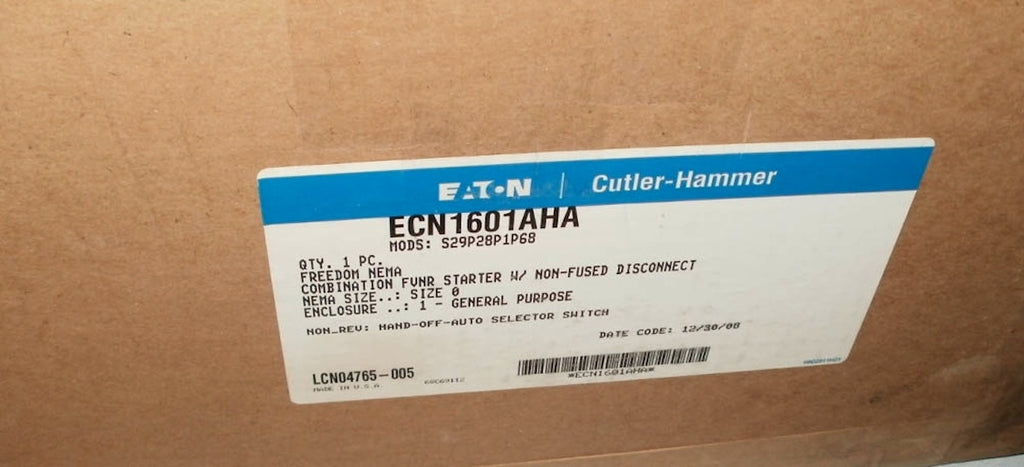 EATON | Cutler-Hammer
ECN1601AHA
MODS: S29P28P1P68
QTY. 1 PC.
FREEDOM NEMA
COMBINATION FVNR STARTER W/ NON-FUSED DISCONNECT
NEMA SIZE..: SIZE 0
ENCLOSURE ..: 1 - GENERAL PURPOSE
NON_REV: HAND-OFF-AUTO SELECTOR SWITCH
DATE CODE: 12/30/08
*ECN1601AHA*
LCN04765-005
MADE IN U.S.A